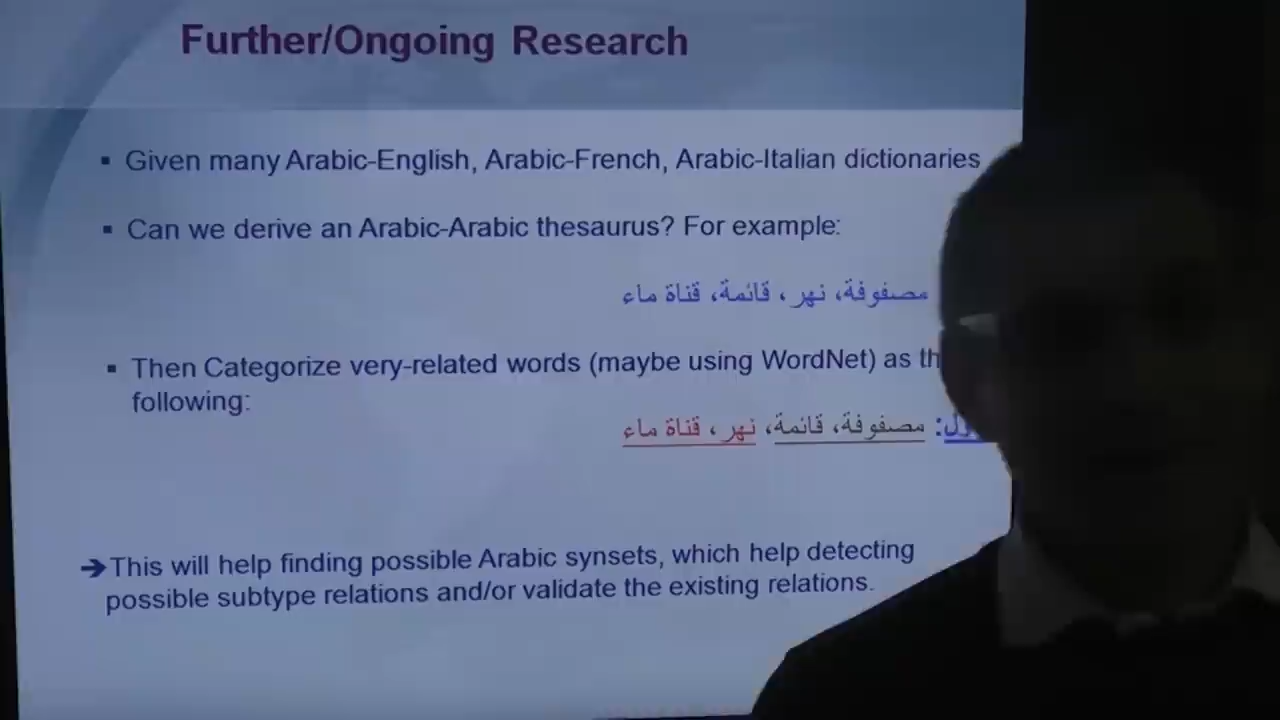 Further/Ongoing Research
▪ Given many Arabic-English, Arabic-French, Arabic-Italian dictionaries
▪ Can we derive an Arabic-Arabic thesaurus? For example:
مصفوفة، نهر ، قائمة، قناة ماء
▪ Then Categorize very-related words (maybe using WordNet) as
following:
مصفوفة، قائمة، نهر ، قناة ماء
➔This will help finding possible Arabic synsets, which help detecting
possible subtype relations and/or validate the existing relations.